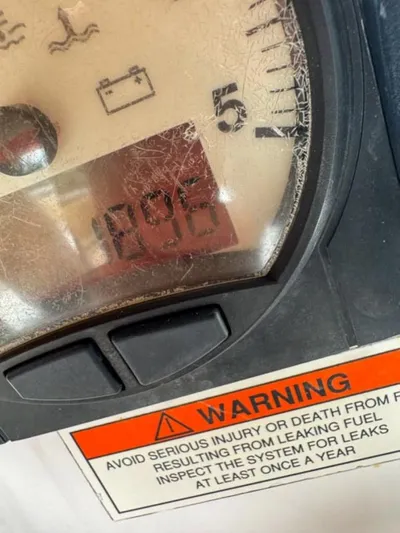 5
896
WARNING
AVOID SERIOUS INJURY OR DEATH FROM
RESULTING FROM LEAKING FUEL
INSPECT THE SYSTEM FOR LEAKS
AT LEAST ONCE A YEAR